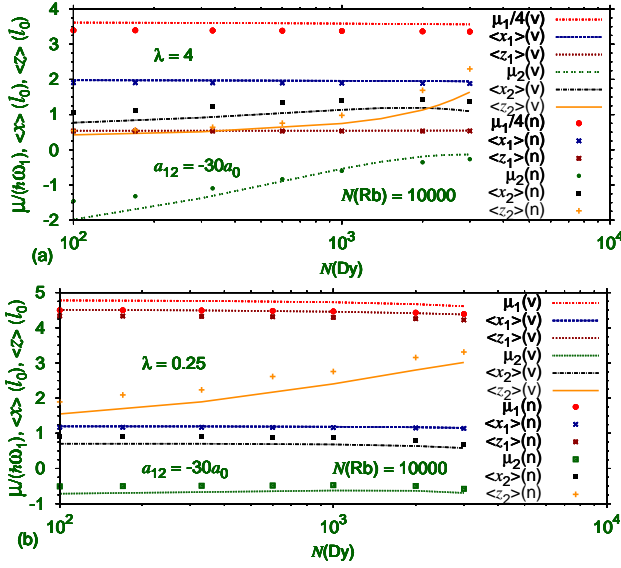 4
3
2
1
0
-1
-2
μ/(ħω₁), <x> (l₀), <z> (l₀)
λ = 4
a₁₂ = -30a₀
N(Rb) = 10000
μ₁/4(v)
<x₁>(v)
<z₁>(v)
μ₂(v)
<x₂>(v)
<z₂>(v)
μ₁/4(n)
<x₁>(n)
<z₁>(n)
μ₂(n)
<x₂>(n)
<z₂>(n)
10²
10³
10⁴
(a)
N(Dy)
5
4
3
2
1
0
-1
μ/(ħω₁), <x> (l₀), <z> (l₀)
λ = 0.25
a₁₂ = -30a₀
N(Rb) = 10000
μ₁(v)
<x₁>(v)
<z₁>(v)
μ₂(v)
<x₂>(v)
<z₂>(v)
μ₁(n)
<x₁>(n)
<z₁>(n)
μ₂(n)
<x₂>(n)
<z₂>(n)
10²
10³
10⁴
(b)
N(Dy)